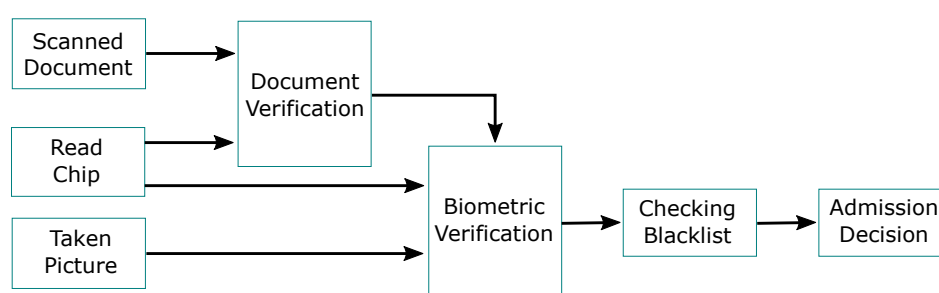 Scanned
Document
Document
Verification
Read
Chip
Taken
Picture
Biometric
Verification
Checking
Blacklist
Admission
Decision